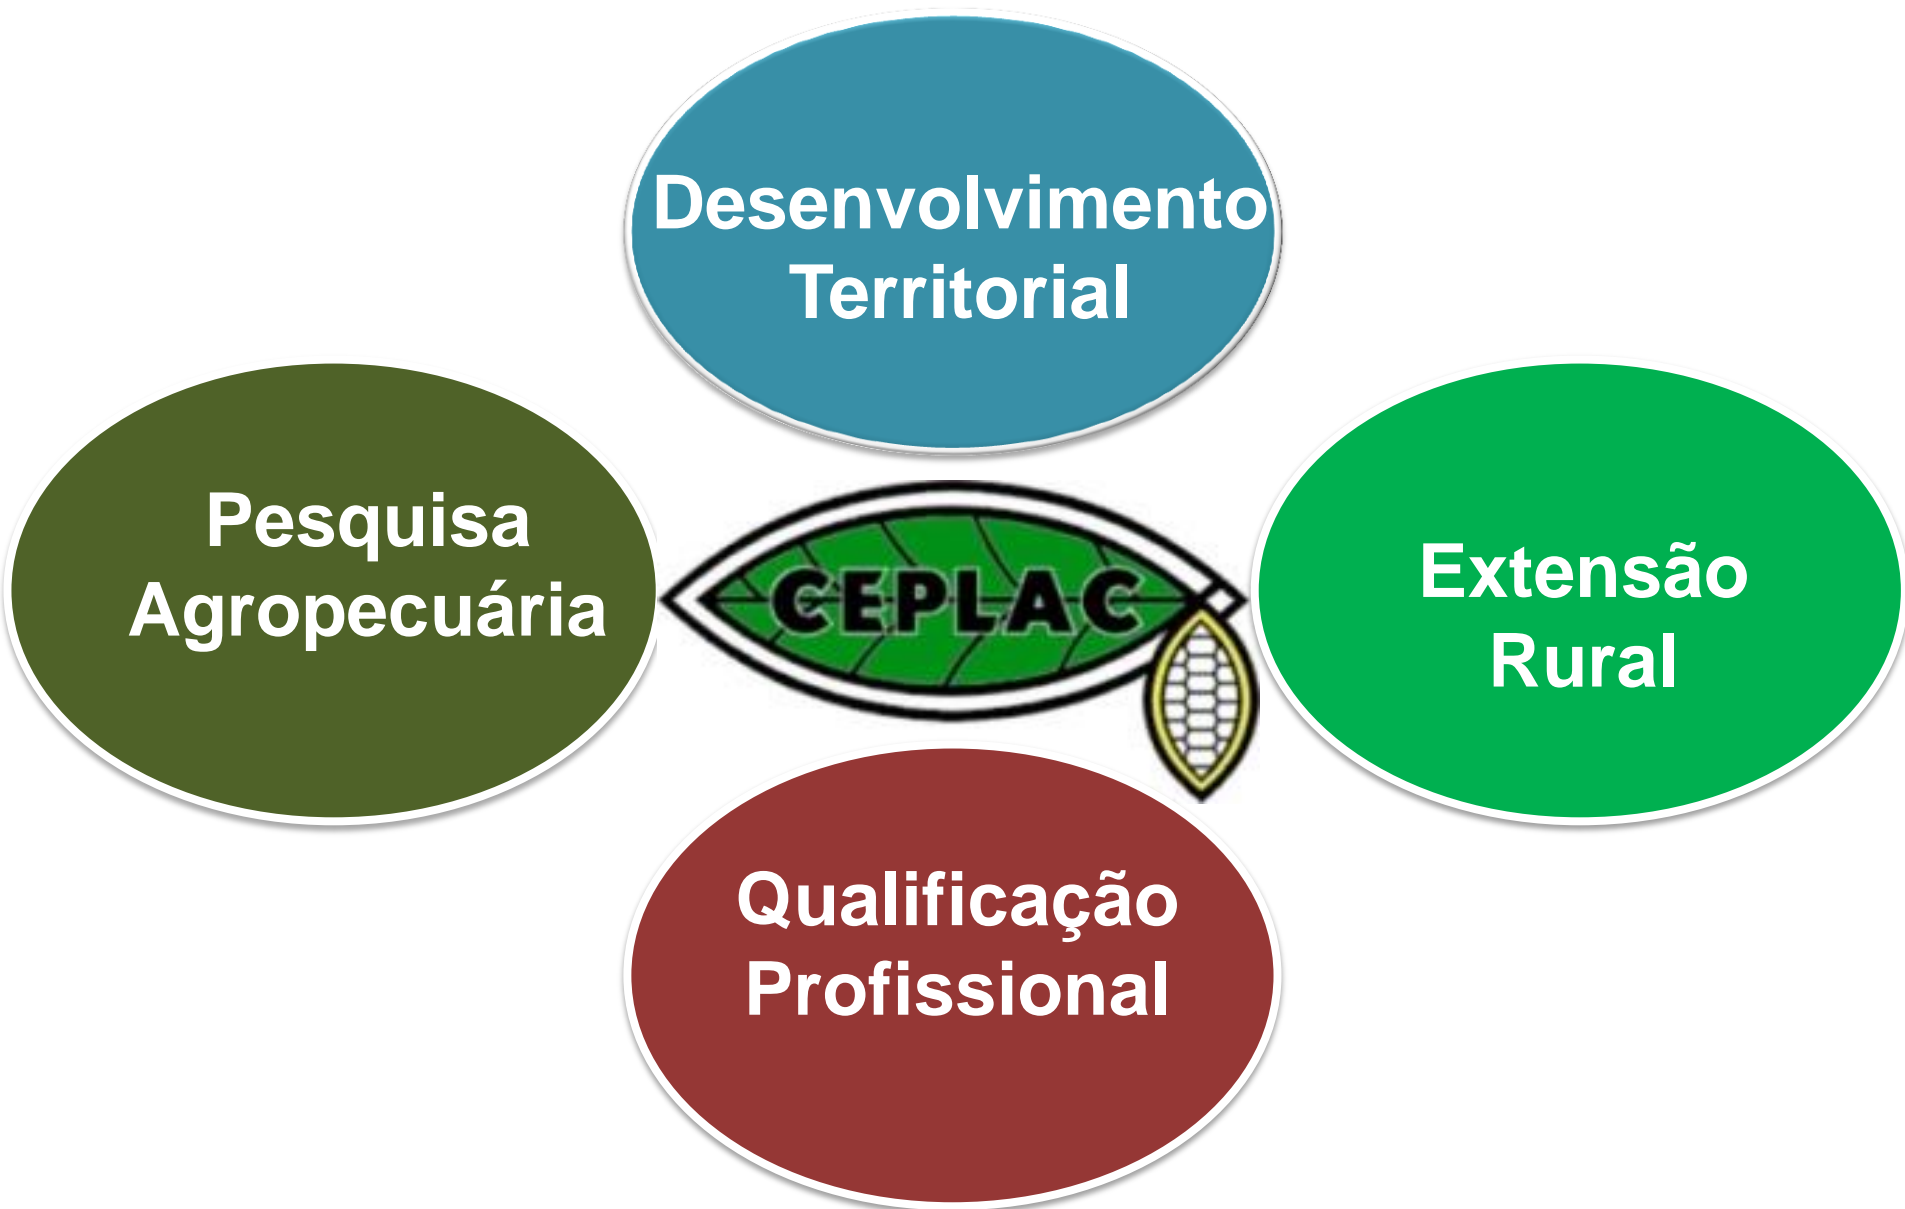 Desenvolvimento
Territorial
Pesquisa
Agropecuária
CEPLAC
Extensão
Rural
Qualificação
Profissional